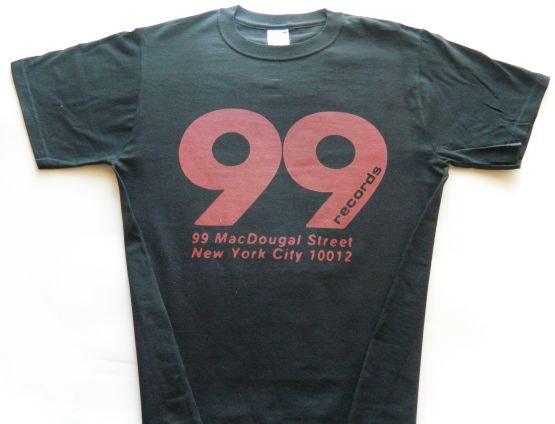 99
records
99 MacDougal Street
New York City 10012